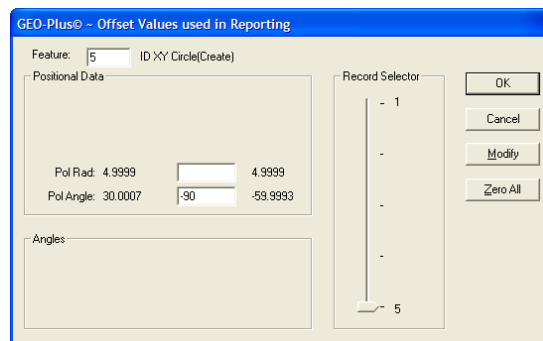 GEO-Plus© ~ Offset Values used in Reporting
Feature: 5 ID XY Circle(Create)
Positional Data
Pol Rad: 4.9999 4.9999
Pol Angle: 30.0007 -90 -59.9993
Angles
Record Selector
1
5
OK
Cancel
Modify
Zero All